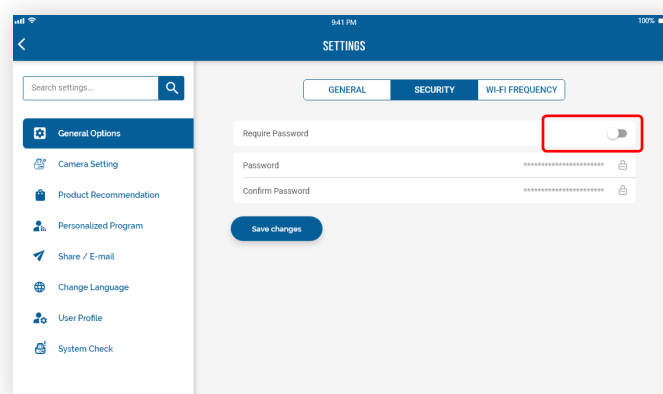 9:41 PM
100%
SETTINGS
Search settings...
GENERAL
SECURITY
WI-FI FREQUENCY
General Options
Camera Setting
Product Recommendation
Personalized Program
Share / E-mail
Change Language
User Profile
System Check
Require Password
Password ************************
Confirm Password ************************
Save changes